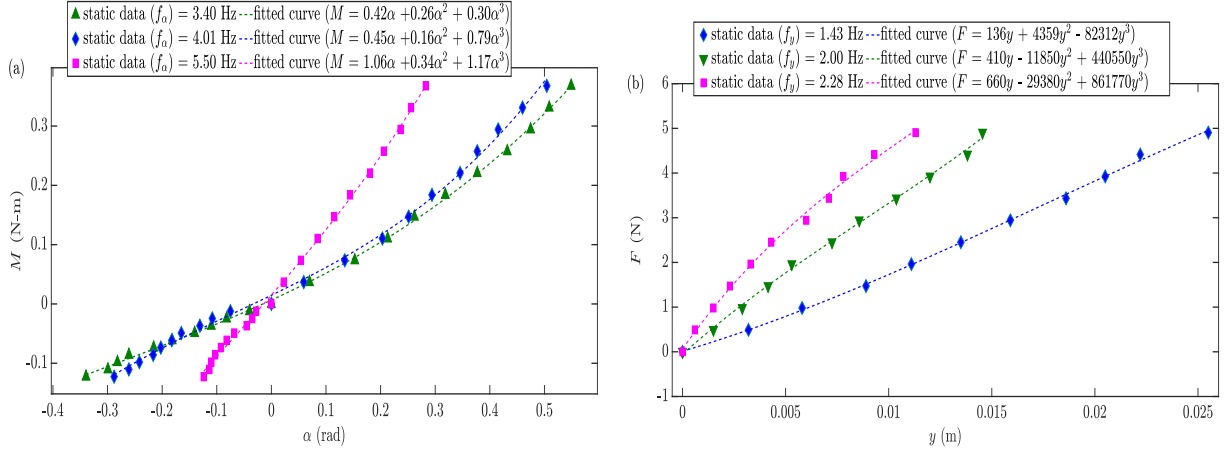 static data (fα) = 3.40 Hz fitted curve (M = 0.42α +0.26α² + 0.30α³)
static data (fα) = 4.01 Hz fitted curve (M = 0.45α +0.16α² + 0.79α³)
static data (fα) = 5.50 Hz fitted curve (M = 1.06α +0.34α² + 1.17α³)
(a)
0.3
0.2
0.1
0
-0.1
M (N-m)
-0.4 -0.3 -0.2 -0.1 0 0.1 0.2 0.3 0.4 0.5
α (rad)
static data (fy) = 1.43 Hz fitted curve (F = 136y + 4359y² - 82312y³)
static data (fy) = 2.00 Hz fitted curve (F = 410y - 11850y² + 440550y³)
static data (fy) = 2.28 Hz fitted curve (F = 660y - 29380y² + 861770y³)
(b)
6
5
4
3
2
1
0
F (N)
0 0.005 0.01 0.015 0.02 0.025
y (m)